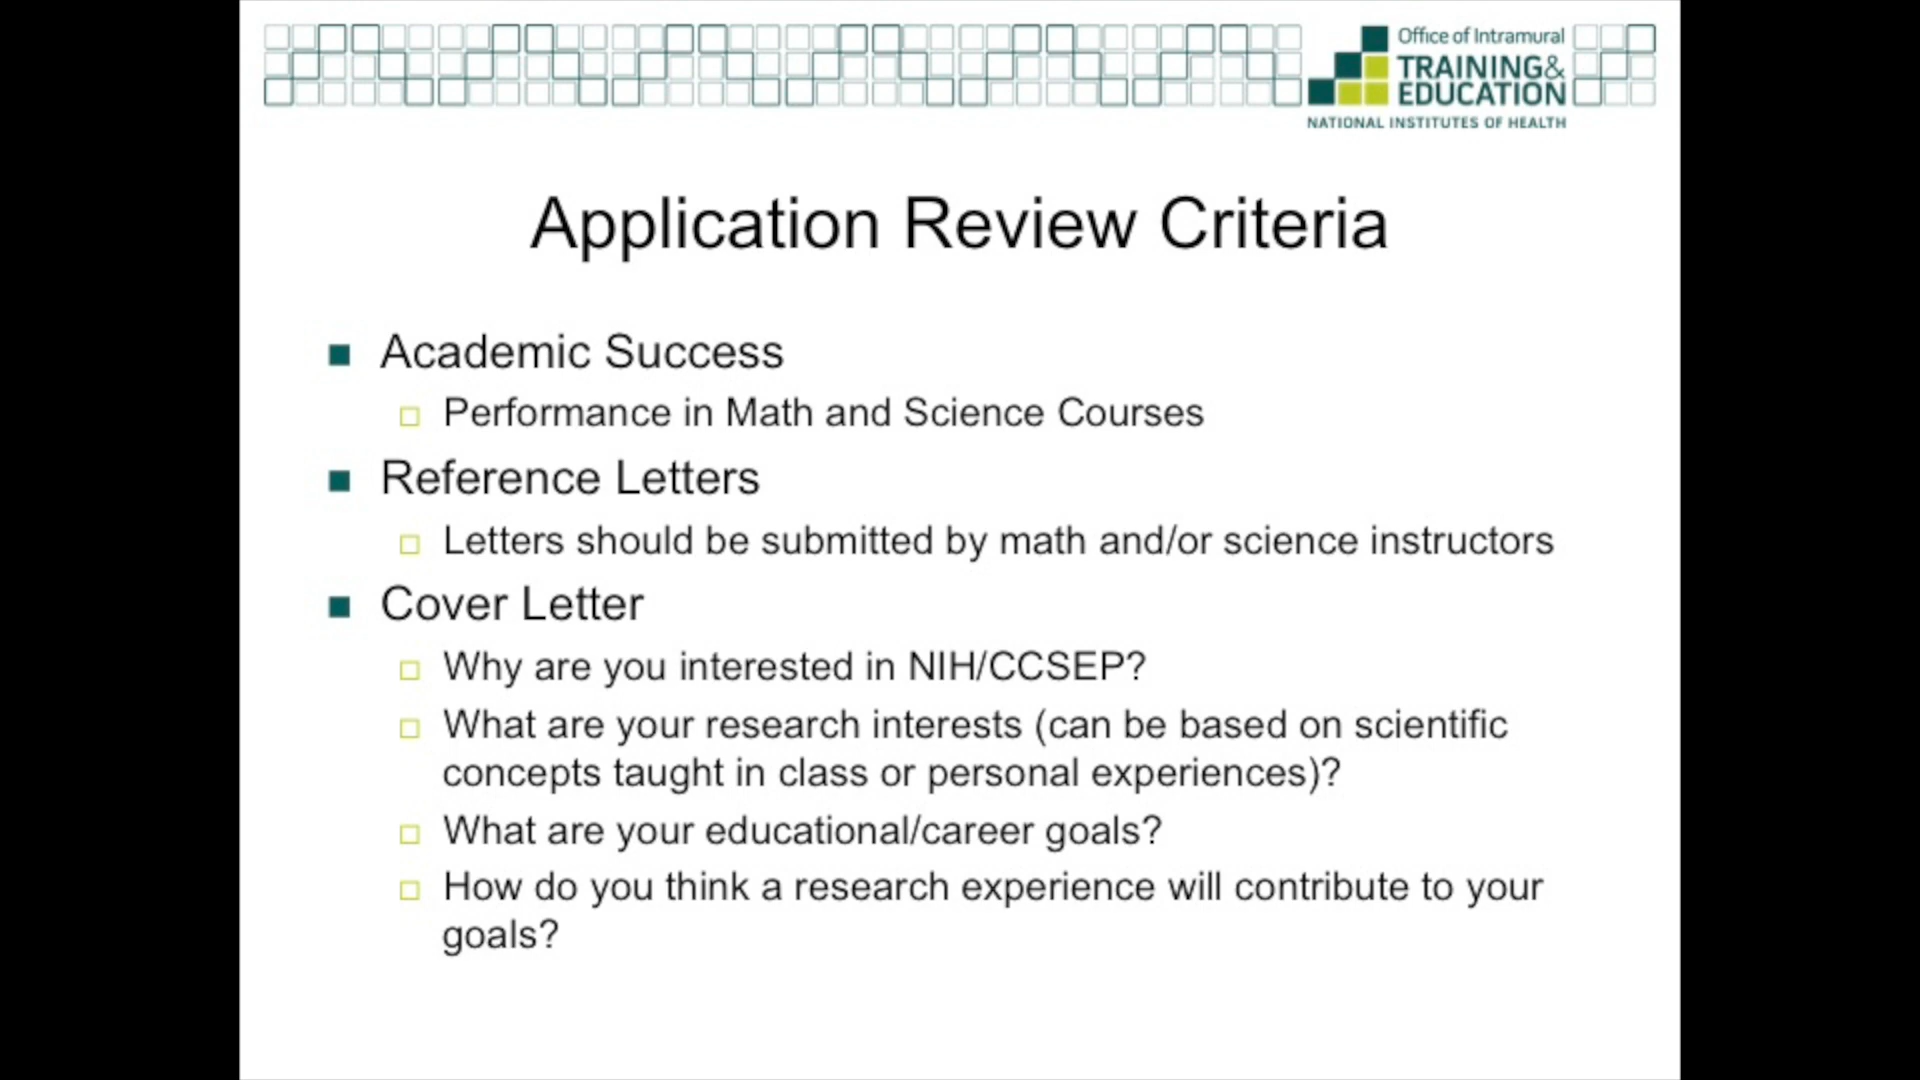 Office of Intramural
TRAINING&
EDUCATION
NATIONAL INSTITUTES OF HEALTH
Application Review Criteria
Academic Success
Performance in Math and Science Courses
Reference Letters
Letters should be submitted by math and/or science instructors
Cover Letter
Why are you interested in NIH/CCSEP?
What are your research interests (can be based on scientific
concepts taught in class or personal experiences)?
What are your educational/career goals?
How do you think a research experience will contribute to your
goals?